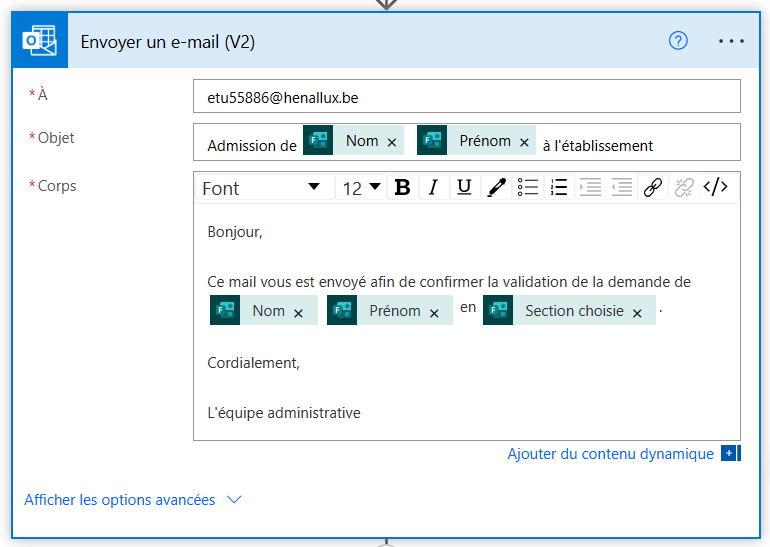 Envoyer un e-mail (V2)
* À
etu55886@henallux.be
* Objet
Admission de Nom × Prénom × à l'établissement
* Corps
Font 12 B I U </>
Bonjour,
Ce mail vous est envoyé afin de confirmer la validation de la demande de
Nom × Prénom × en Section choisie × .
Cordialement,
L'équipe administrative
Ajouter du contenu dynamique +
Afficher les options avancées